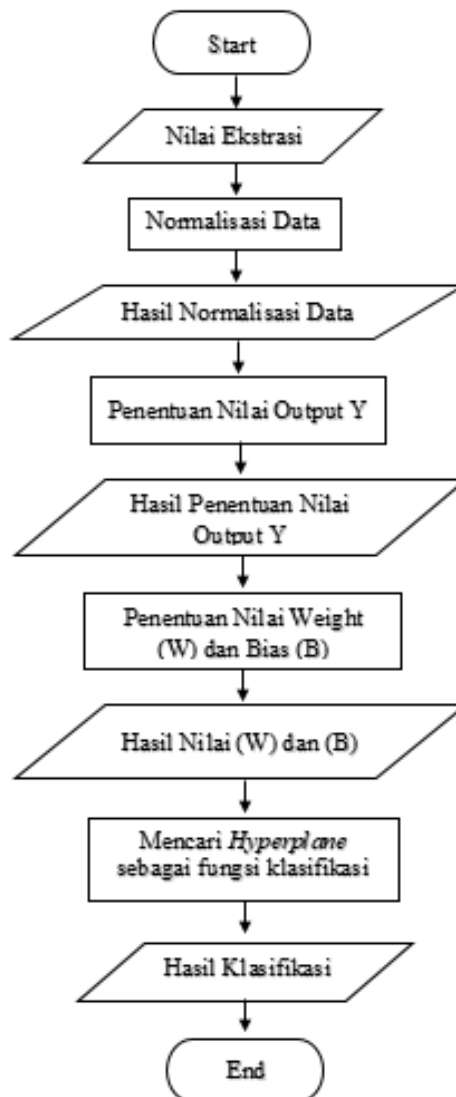 Start
Nilai Ekstrasi
Normalisasi Data
Hasil Normalisasi Data
Penentuan Nilai Output Y
Hasil Penentuan Nilai
Output Y
Penentuan Nilai Weight
(W) dan Bias (B)
Hasil Nilai (W) dan (B)
Mencari Hyperplane
sebagai fungsi klasifikasi
Hasil Klasifikasi
End